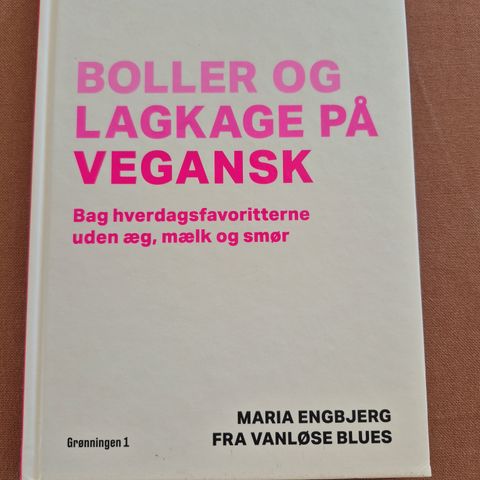 BOLLER OG
LAGKAGE PÅ
VEGANSK
Bag hverdagsfavoritterne
uden æg, mælk og smør
MARIA ENGBJERG
FRA VANLØSE BLUES
Grønningen 1